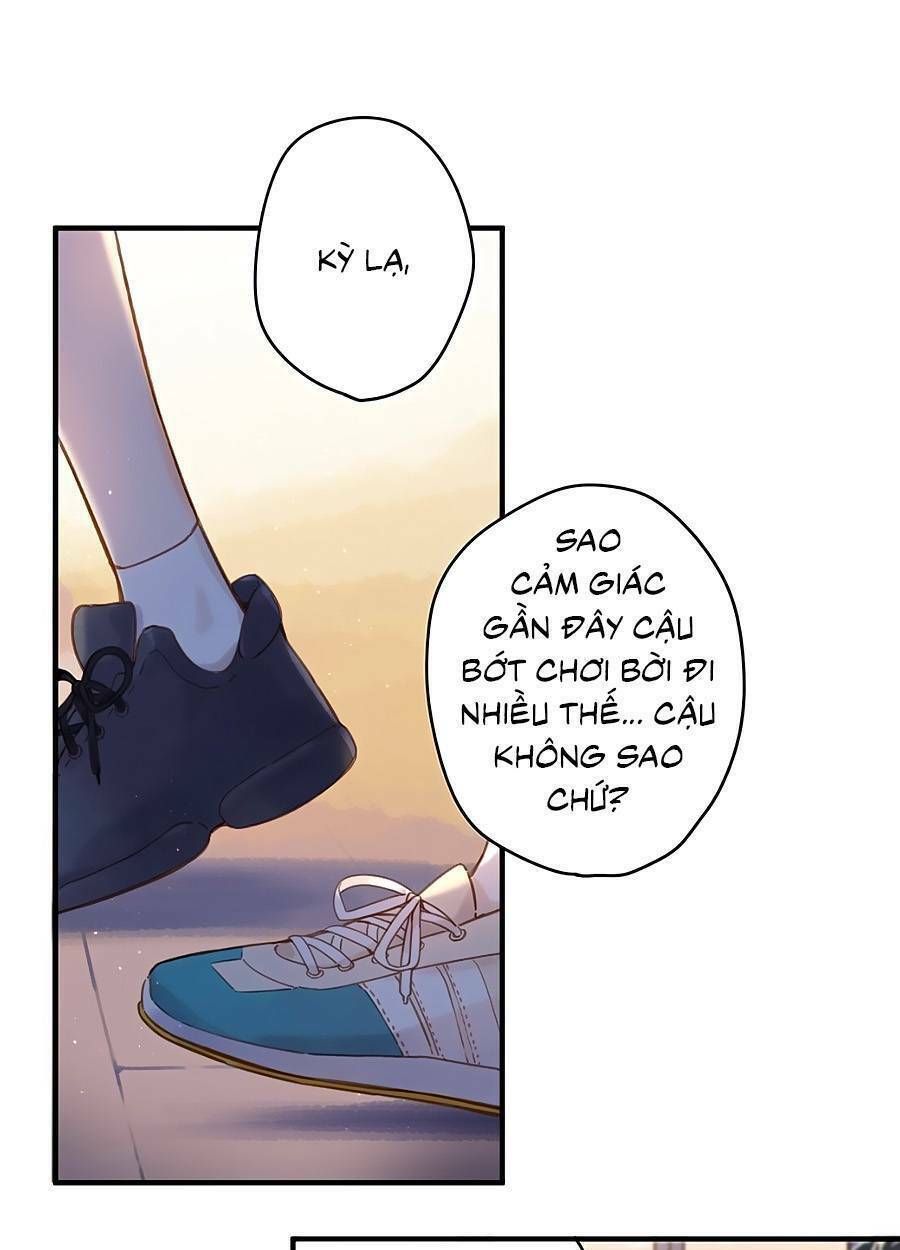 KỲ LẠ,
SAO
CẢM GIÁC
GẦN ĐÂY CẬU
BỚT CHƠI BỜI ĐI
NHIỀU THẾ... CẬU
KHÔNG SAO
CHỨ?